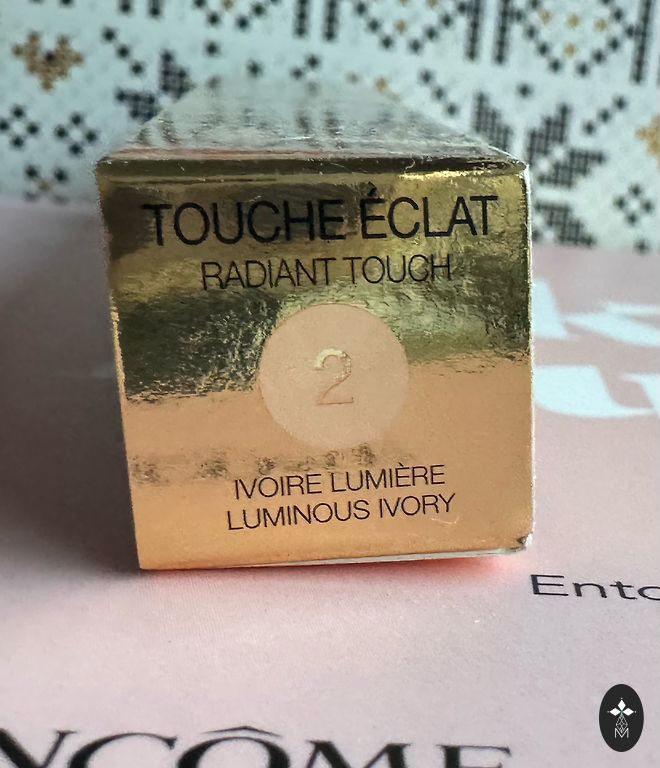 TOUCHE ÉCLAT
RADIANT TOUCH
2
IVOIRE LUMIÈRE
LUMINOUS IVORY
Ento
NCÔME
M